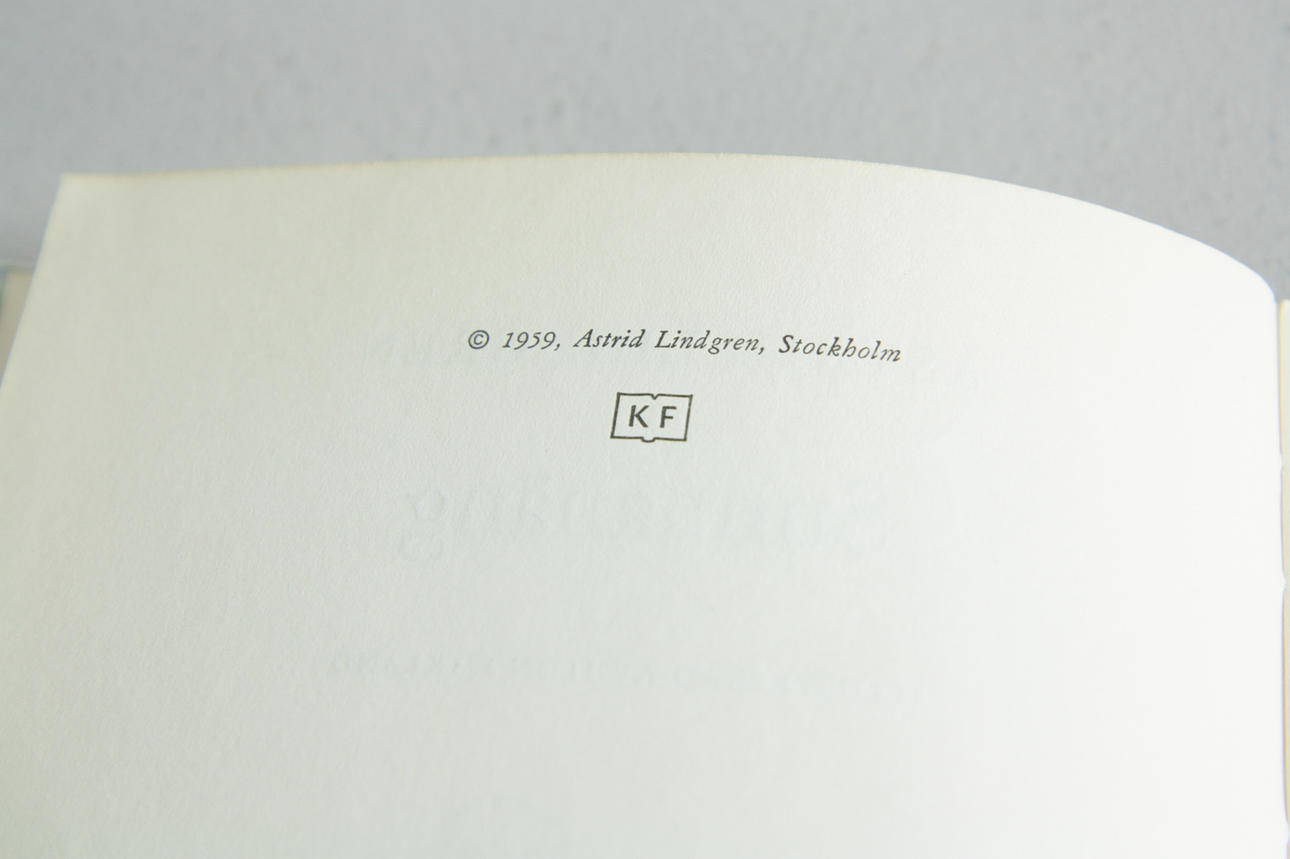 © 1959, Astrid Lindgren, Stockholm
KF